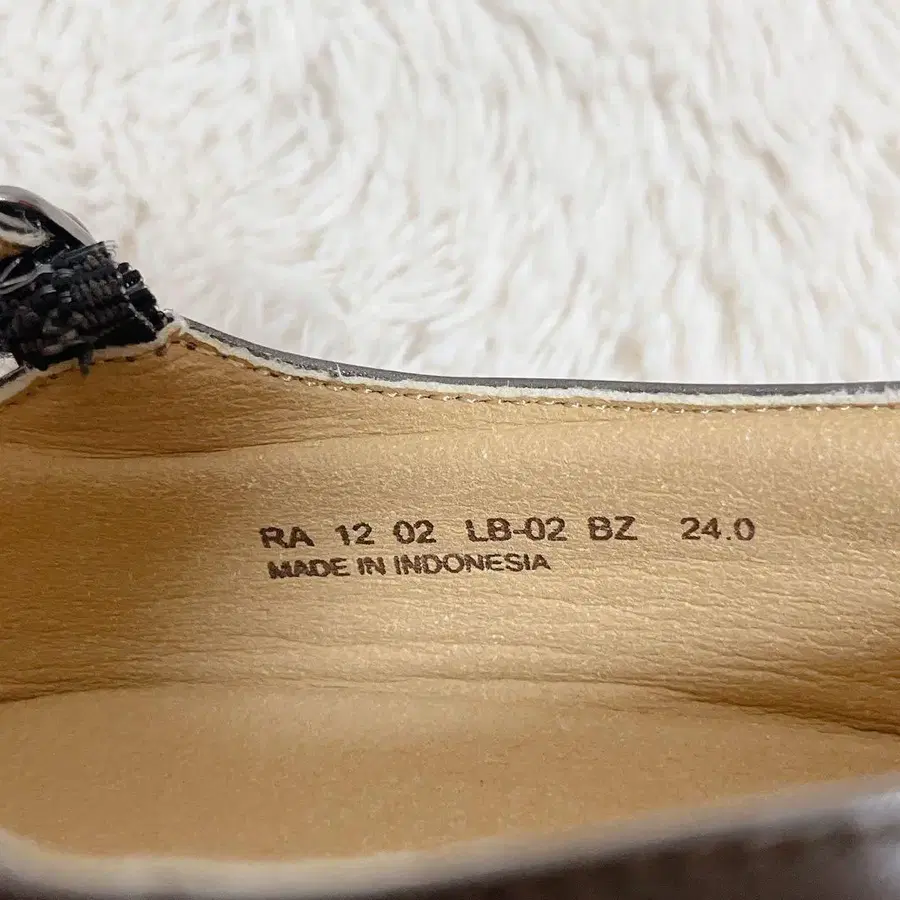 RA 12 02 LB-02 BZ 24.0
MADE IN INDONESIA